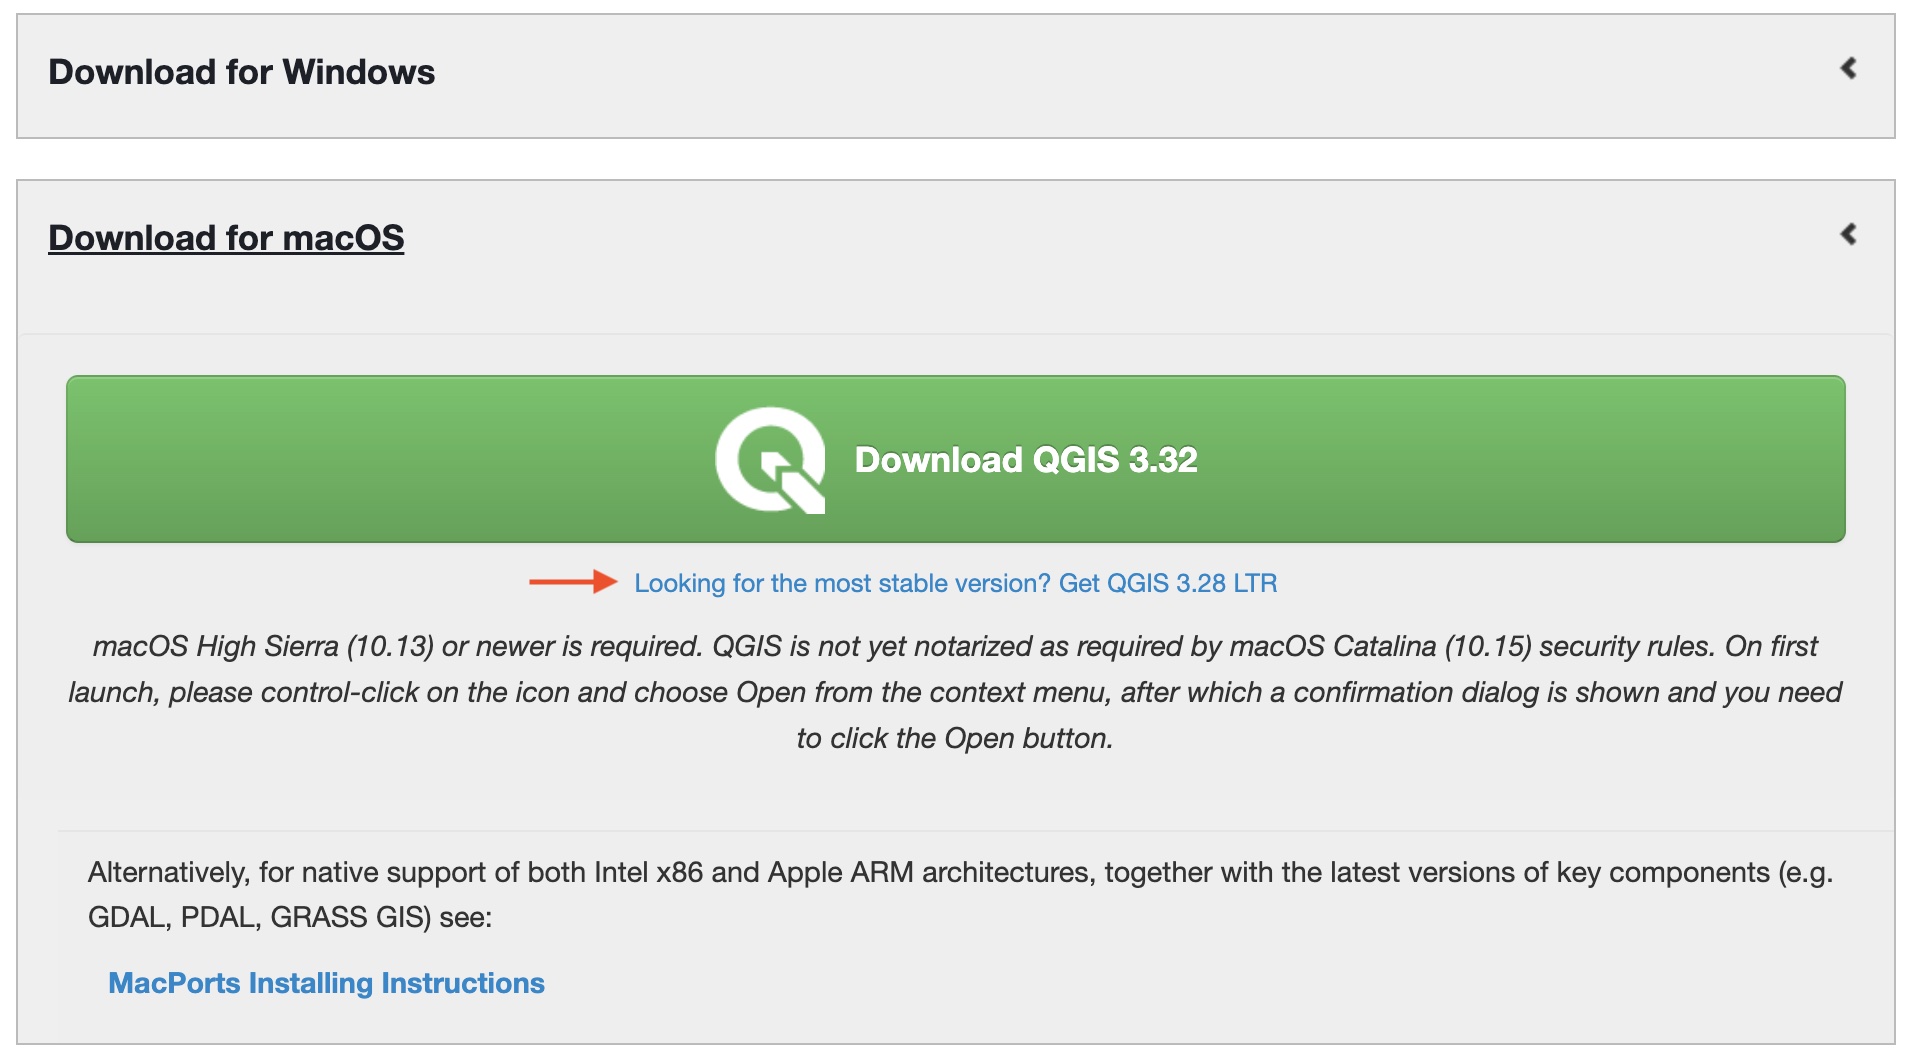 Download for Windows
Download for macOS
Download QGIS 3.32
Looking for the most stable version? Get QGIS 3.28 LTR
macOS High Sierra (10.13) or newer is required. QGIS is not yet notarized as required by macOS Catalina (10.15) security rules. On first
launch, please control-click on the icon and choose Open from the context menu, after which a confirmation dialog is shown and you need
to click the Open button.
Alternatively, for native support of both Intel x86 and Apple ARM architectures, together with the latest versions of key components (e.g.
GDAL, PDAL, GRASS GIS) see:
MacPorts Installing Instructions